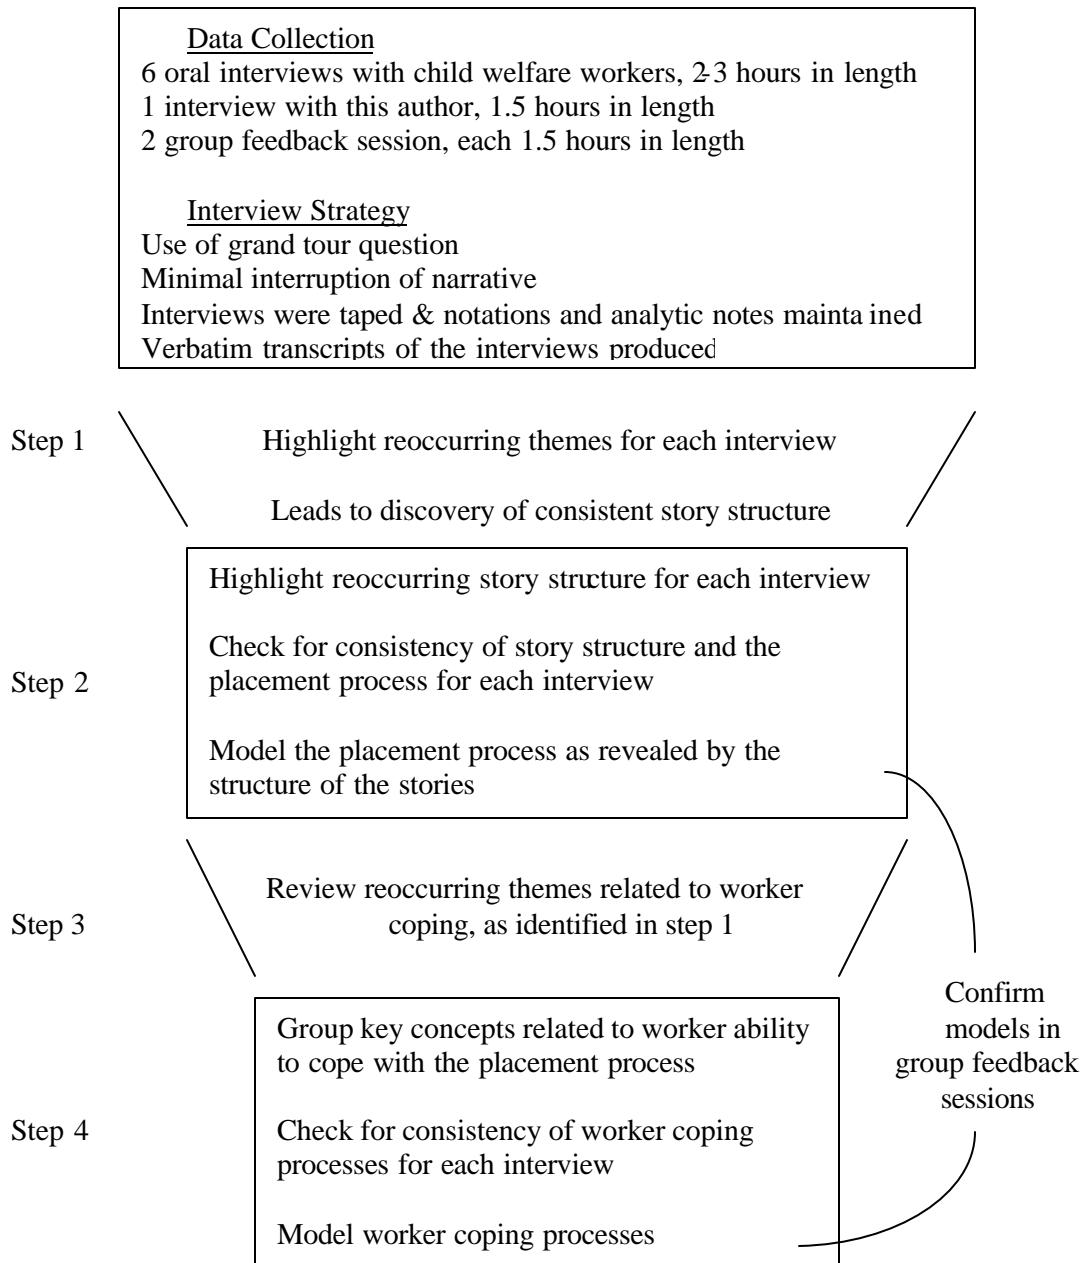 Data Collection
6 oral interviews with child welfare workers, 2-3 hours in length
1 interview with this author, 1.5 hours in length
2 group feedback session, each 1.5 hours in length
Interview Strategy
Use of grand tour question
Minimal interruption of narrative
Interviews were taped & notations and analytic notes maintained
Verbatim transcripts of the interviews produced
Step 1
Highlight reoccurring themes for each interview
Leads to discovery of consistent story structure
Step 2
Highlight reoccurring story structure for each interview
Check for consistency of story structure and the
placement process for each interview
Model the placement process as revealed by the
structure of the stories
Step 3
Review reoccurring themes related to worker
coping, as identified in step 1
Step 4
Group key concepts related to worker ability
to cope with the placement process
Check for consistency of worker coping
processes for each interview
Model worker coping processes
Confirm
models in
group feedback
sessions